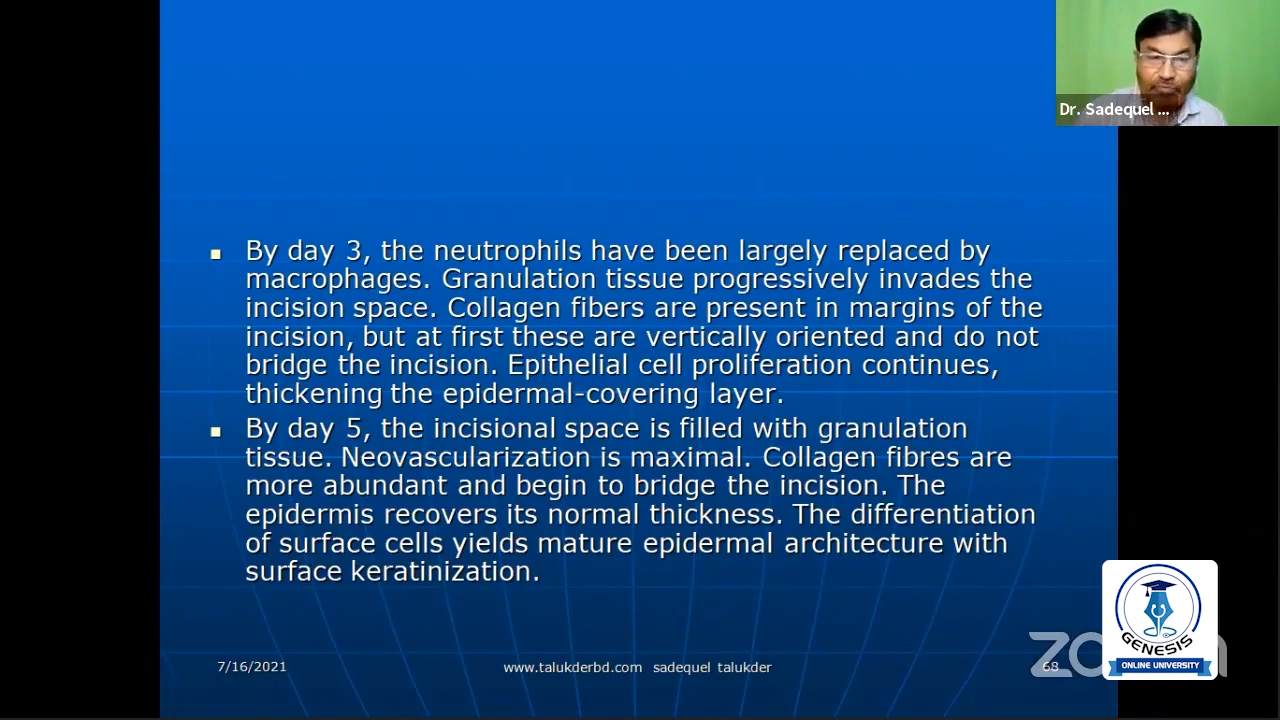 Dr. Sadequel ...
By day 3, the neutrophils have been largely replaced by
macrophages. Granulation tissue progressively invades the
incision space. Collagen fibers are present in margins of the
incision, but at first these are vertically oriented and do not
bridge the incision. Epithelial cell proliferation continues,
thickening the epidermal-covering layer.
By day 5, the incisional space is filled with granulation
tissue. Neovascularization is maximal. Collagen fibres are
more abundant and begin to bridge the incision. The
epidermis recovers its normal thickness. The differentiation
of surface cells yields mature epidermal architecture with
surface keratinization.
7/16/2021
www.talukderbd.com sadequel talukder
68
GENESIS
ONLINE UNIVERSITY